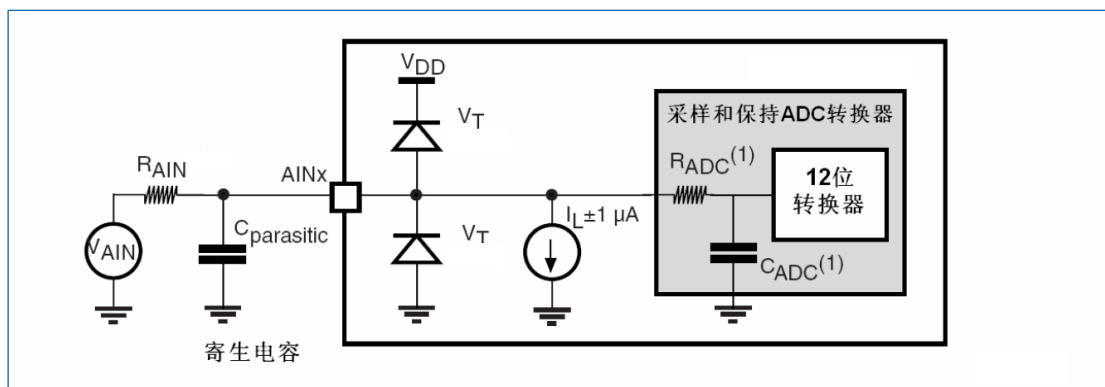 VDD
VT
采样和保持ADC转换器
RAIN
AINx
RADC(1)
12位
转换器
VAIN
Cparasitic
VT
IL±1 µA
CADC(1)
寄生电容